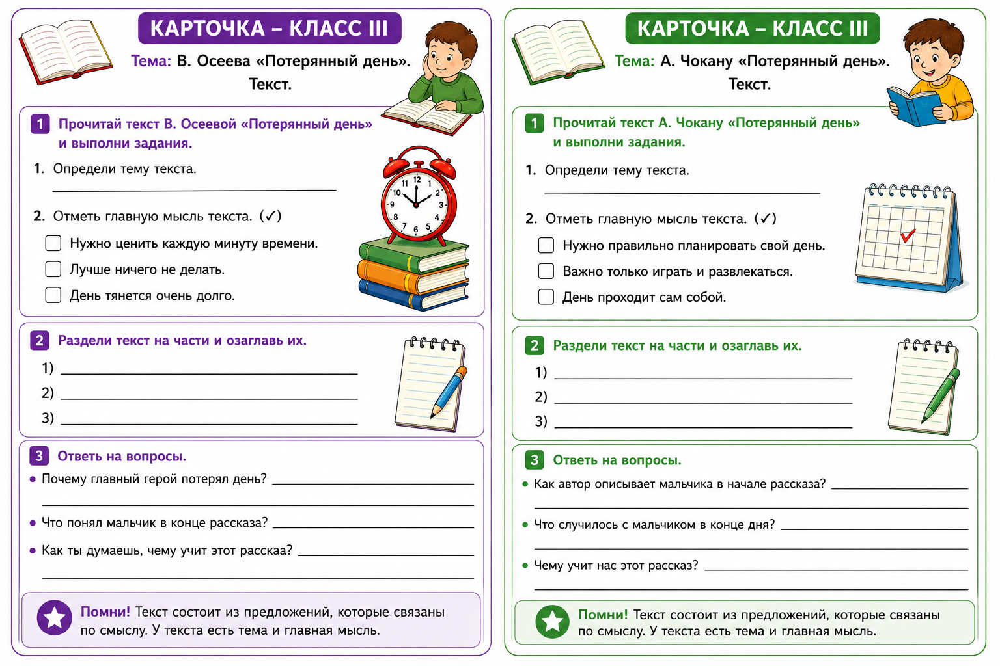 КАРТОЧКА – КЛАСС III
Тема: В. Осеева «Потерянный день».
Текст.
1 Прочитай текст В. Осеевой «Потерянный день»
и выполни задания.
1. Определи тему текста.
2. Отметь главную мысль текста. (✓)
Нужно ценить каждую минуту времени.
Лучше ничего не делать.
День тянется очень долго.
12
11 1
10 2
9 3
8 4
7 5
6
2 Раздели текст на части и озаглавь их.
1)
2)
3)
3 Ответь на вопросы.
• Почему главный герой потерял день?
• Что понял мальчик в конце рассказа?
• Как ты думаешь, чему учит этот расскаа?
Помни! Текст состоит из предложений, которые связаны
по смыслу. У текста есть тема и главная мысль.
КАРТОЧКА – КЛАСС III
Тема: А. Чокану «Потерянный день».
Текст.
1 Прочитай текст А. Чокану «Потерянный день»
и выполни задания.
1. Определи тему текста.
2. Отметь главную мысль текста. (✓)
Нужно правильно планировать свой день.
Важно только играть и развлекаться.
День проходит сам собой.
2 Раздели текст на части и озаглавь их.
1)
2)
3)
3 Ответь на вопросы.
• Как автор описывает мальчика в начале рассказа?
• Что случилось с мальчиком в конце дня?
• Чему учит нас этот рассказ?
Помни! Текст состоит из предложений, которые связаны
по смыслу. У текста есть тема и главная мысль.